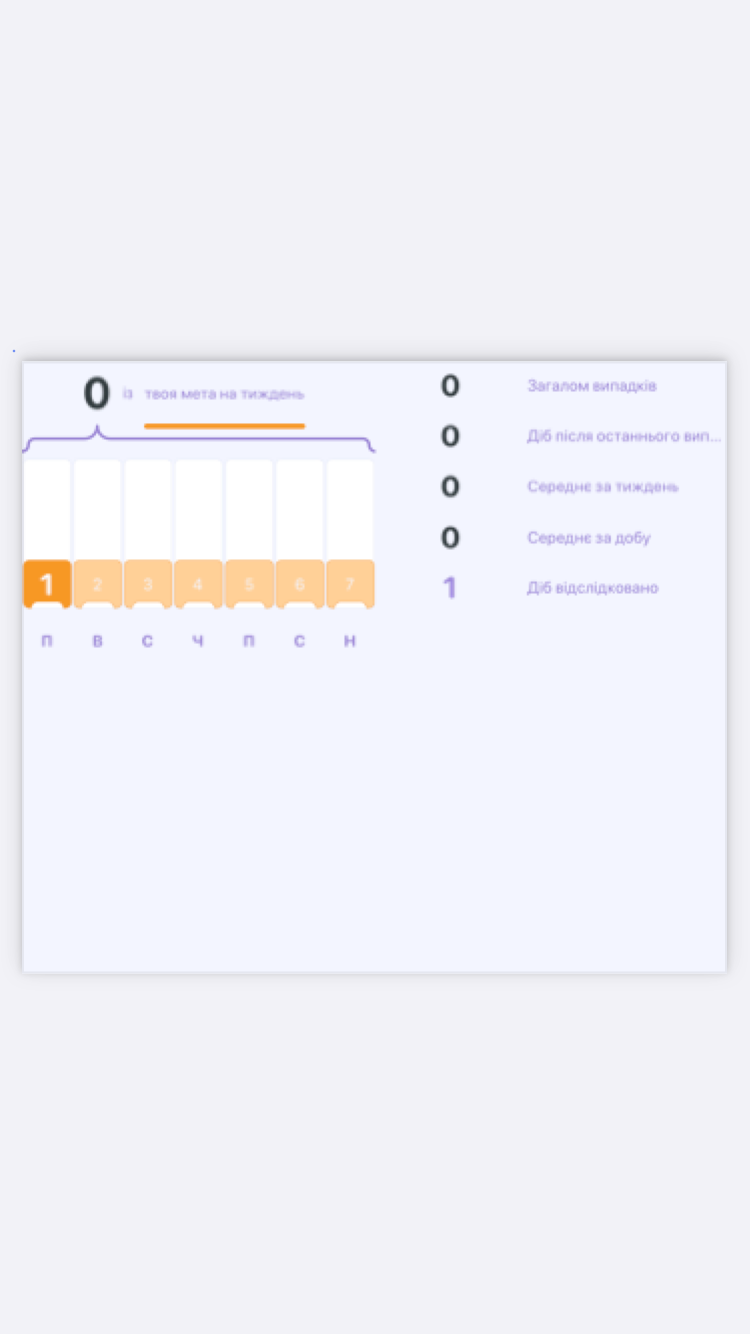 0 із твоя мета на тиждень
1 2 3 4 5 6 7
П В С Ч П С Н
0 Загалом випадків
0 Діб після останнього вип...
0 Середнє за тиждень
0 Середнє за добу
1 Діб відслідковано